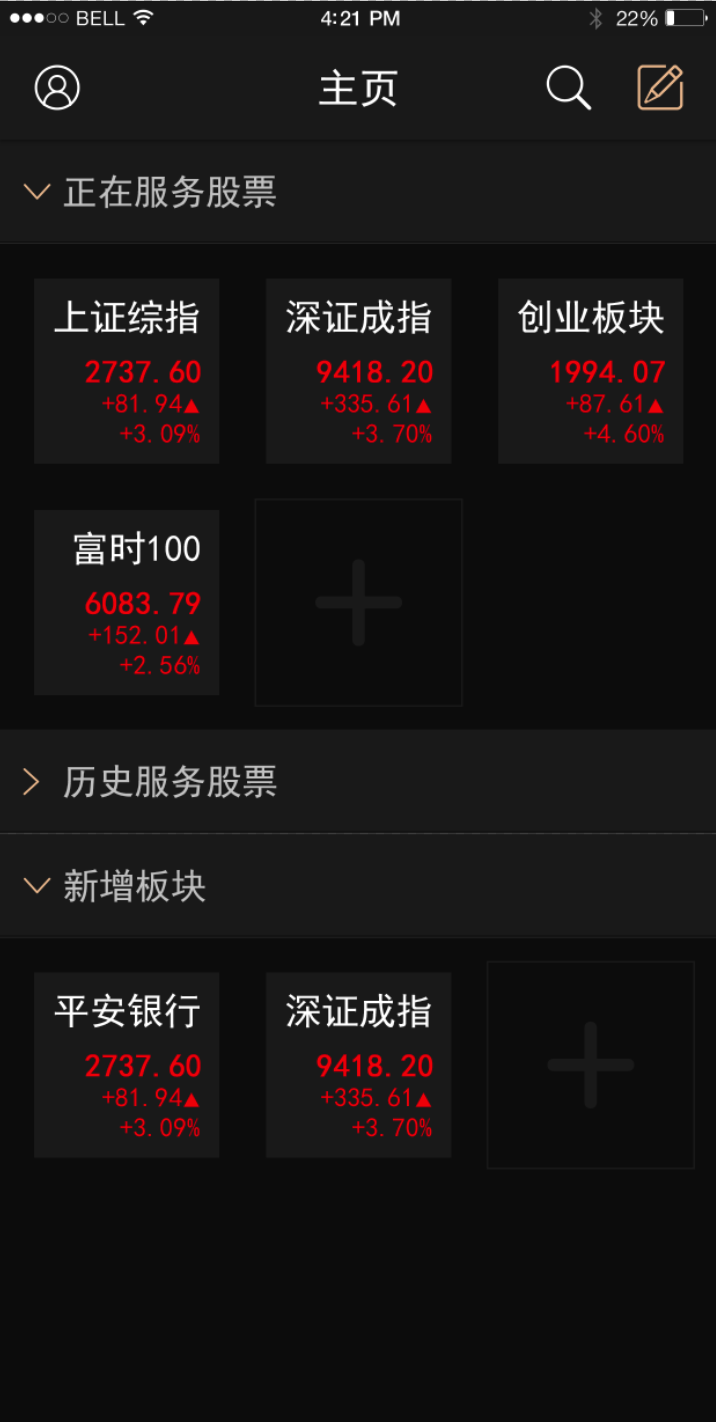 BELL 4:21 PM 22%
主页
正在服务股票
上证综指 深证成指 创业板块
2737.60 9418.20 1994.07
+81.94▲ +335.61▲ +87.61▲
+3.09% +3.70% +4.60%
富时100
6083.79
+152.01▲
+2.56%
历史服务股票
新增板块
平安银行 深证成指
2737.60 9418.20
+81.94▲ +335.61▲
+3.09% +3.70%